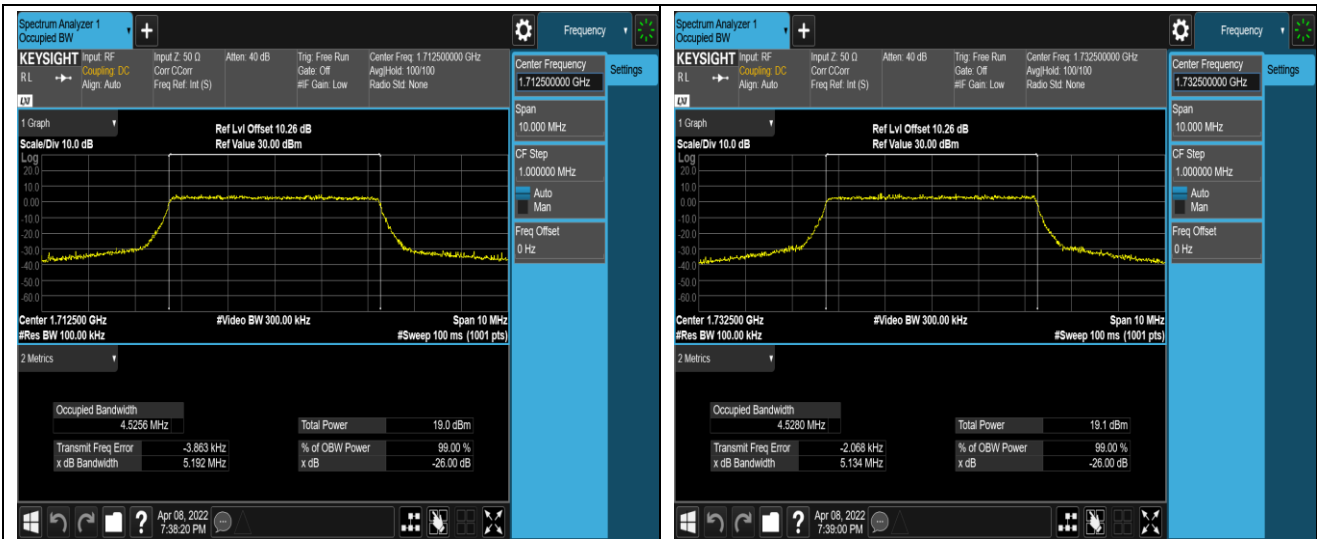 Spectrum Analyzer 1
Occupied BW
Frequency
KEYSIGHT
R L
LXI
Input: RF
Coupling: DC
Align: Auto
Input Z: 50 Ω
Corr CCorr
Freq Ref: Int (S)
Atten: 40 dB
Trig: Free Run
Gate: Off
#IF Gain: Low
Center Freq: 1.712500000 GHz
Avg|Hold: 100/100
Radio Std: None
Center Frequency
1.712500000 GHz
Settings
Span
10.000 MHz
CF Step
1.000000 MHz
Auto
Man
Freq Offset
0 Hz
1 Graph
Scale/Div 10.0 dB
Ref Lvl Offset 10.26 dB
Ref Value 30.00 dBm
Log
20.0
10.0
0.00
-10.0
-20.0
-30.0
-40.0
-50.0
-60.0
Center 1.712500 GHz
#Video BW 300.00 kHz
Span 10 MHz
#Res BW 100.00 kHz
#Sweep 100 ms (1001 pts)
2 Metrics
Occupied Bandwidth
4.5256 MHz
Total Power 19.0 dBm
Transmit Freq Error -3.863 kHz
% of OBW Power 99.00 %
x dB Bandwidth 5.192 MHz
x dB -26.00 dB
?
Apr 08, 2022
7:38:20 PM
Spectrum Analyzer 1
Occupied BW
Frequency
KEYSIGHT
R L
LXI
Input: RF
Coupling: DC
Align: Auto
Input Z: 50 Ω
Corr CCorr
Freq Ref: Int (S)
Atten: 40 dB
Trig: Free Run
Gate: Off
#IF Gain: Low
Center Freq: 1.732500000 GHz
Avg|Hold: 100/100
Radio Std: None
Center Frequency
1.732500000 GHz
Settings
Span
10.000 MHz
CF Step
1.000000 MHz
Auto
Man
Freq Offset
0 Hz
1 Graph
Scale/Div 10.0 dB
Ref Lvl Offset 10.26 dB
Ref Value 30.00 dBm
Log
20.0
10.0
0.00
-10.0
-20.0
-30.0
-40.0
-50.0
-60.0
Center 1.732500 GHz
#Video BW 300.00 kHz
Span 10 MHz
#Res BW 100.00 kHz
#Sweep 100 ms (1001 pts)
2 Metrics
Occupied Bandwidth
4.5280 MHz
Total Power 19.1 dBm
Transmit Freq Error -2.068 kHz
% of OBW Power 99.00 %
x dB Bandwidth 5.134 MHz
x dB -26.00 dB
?
Apr 08, 2022
7:39:00 PM